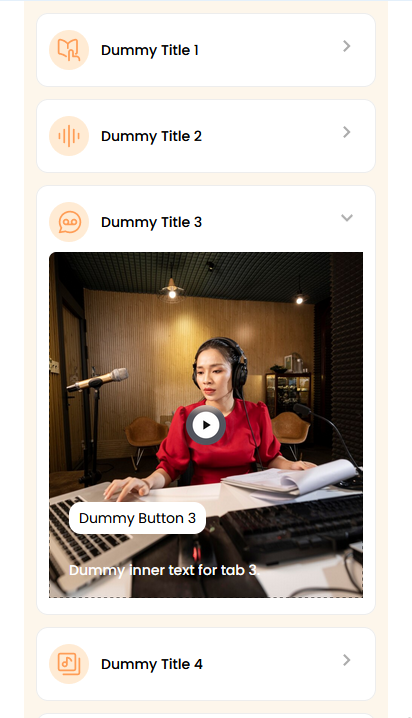 Dummy Title 1
Dummy Title 2
Dummy Title 3
Dummy Button 3
Dummy inner text for tab 3.
Dummy Title 4